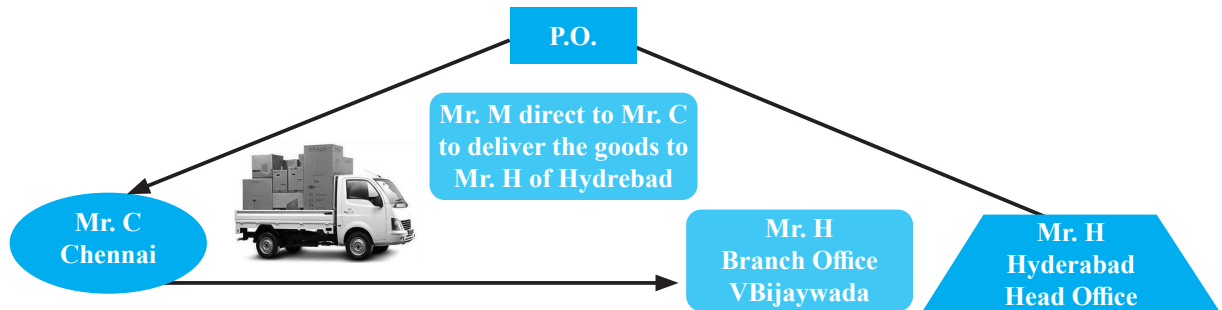 P.O.
Mr. M direct to Mr. C
to deliver the goods to
Mr. H of Hydrebad
Mr. C
Chennai
Mr. H
Branch Office
VBijaywada
Mr. H
Hyderabad
Head Office